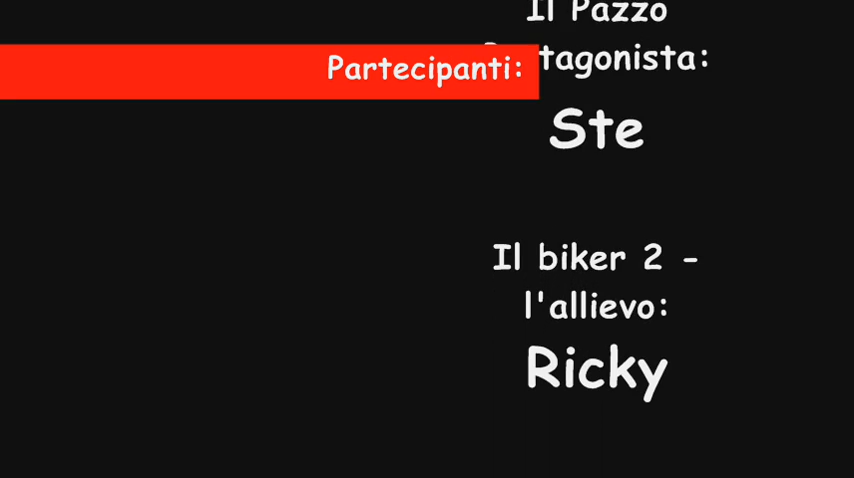 Il Pazzo
Partecipanti:
tagonista:
Ste
Il biker 2 -
l'allievo:
Ricky